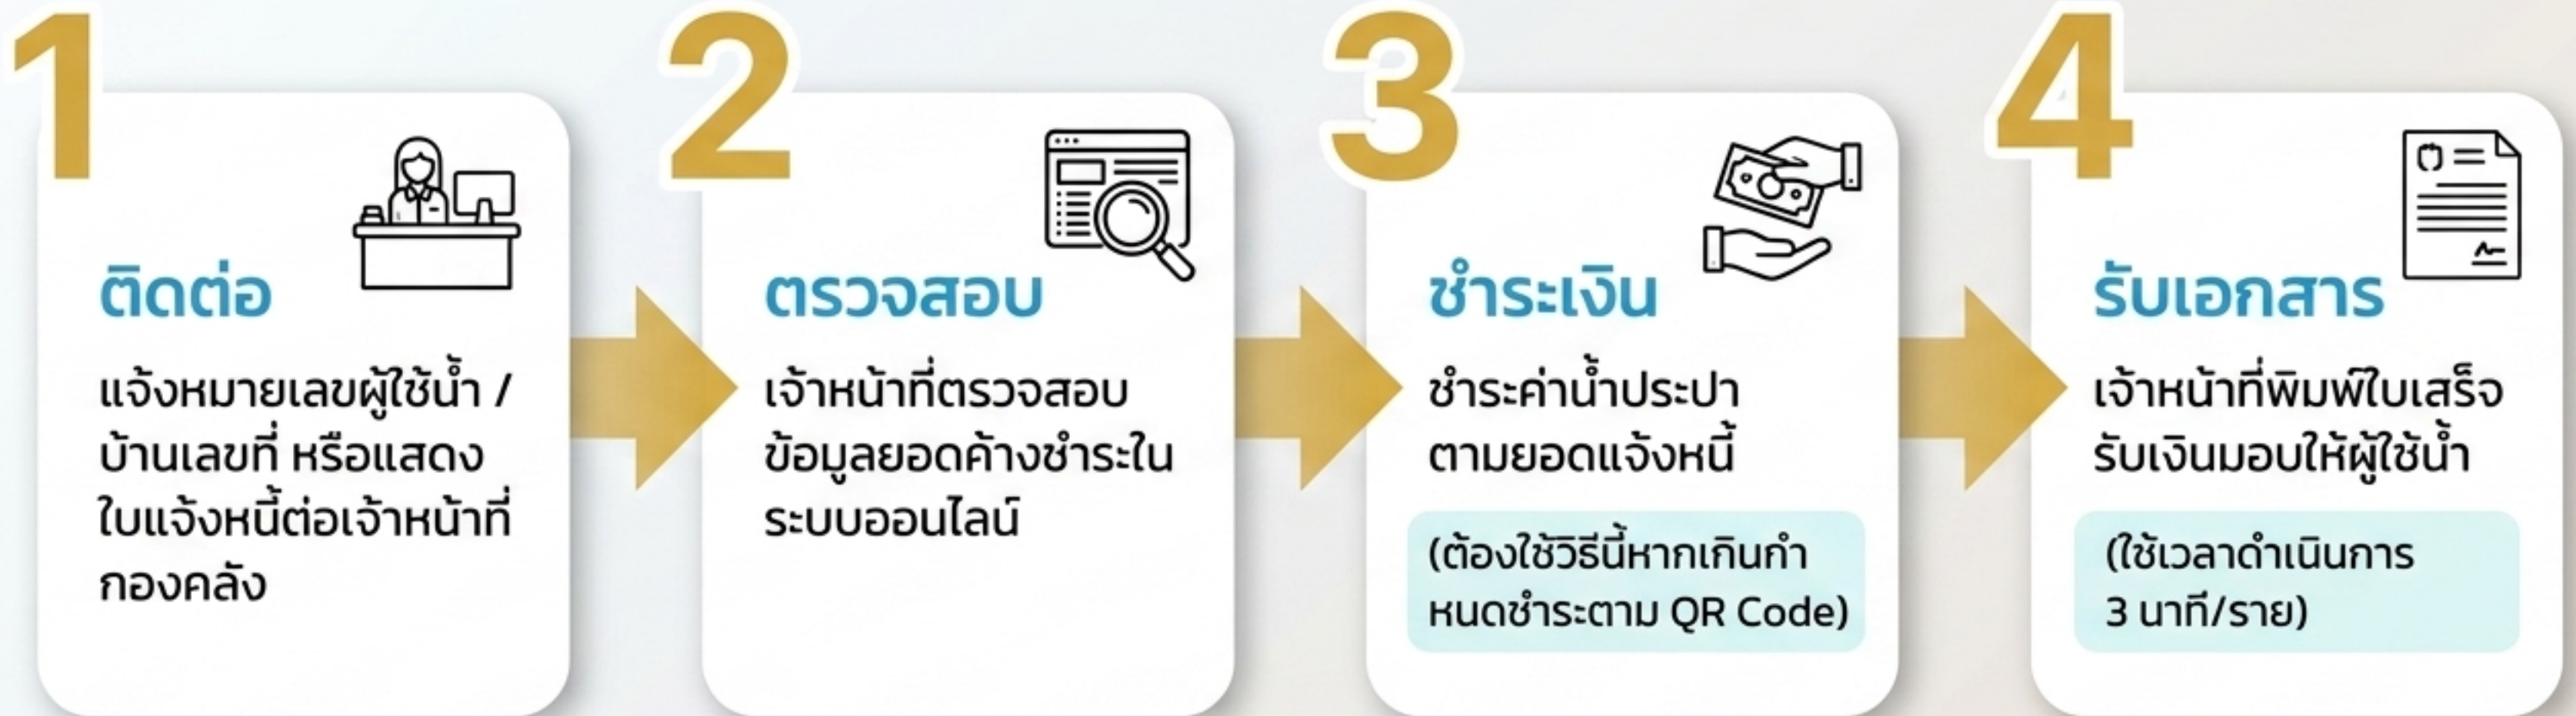 1
ติดต่อ
แจ้งหมายเลขผู้ใช้น้ำ /
บ้านเลขที่ หรือแสดง
ใบแจ้งหนี้ต่อเจ้าหน้าที่
กองคลัง
2
ตรวจสอบ
เจ้าหน้าที่ตรวจสอบ
ข้อมูลยอดค้างชำระใน
ระบบออนไลน์
3
ชำระเงิน
ชำระค่าน้ำประปา
ตามยอดแจ้งหนี้
(ต้องใช้วิธีนี้หากเกินกำ
หนดชำระตาม QR Code)
4
รับเอกสาร
เจ้าหน้าที่พิมพ์ใบเสร็จ
รับเงินมอบให้ผู้ใช้น้ำ
(ใช้เวลาดำเนินการ
3 นาที/ราย)